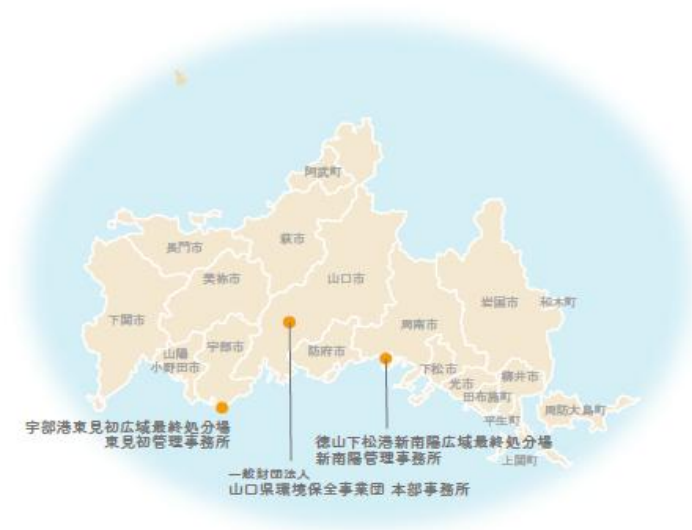 阿武町
萩市
長門市
美祢市
山口市
岩国市
和木町
下関市
周南市
宇部市
防府市
山陽
小野田市
下松市
光市
柳井市
田布施町
周防大島町
平生町
上関町
宇部港東見初広域最終処分場
東見初管理事務所
徳山下松港新南陽広域最終処分場
新南陽管理事務所
一般財団法人
山口県環境保全事業団 本部事務所